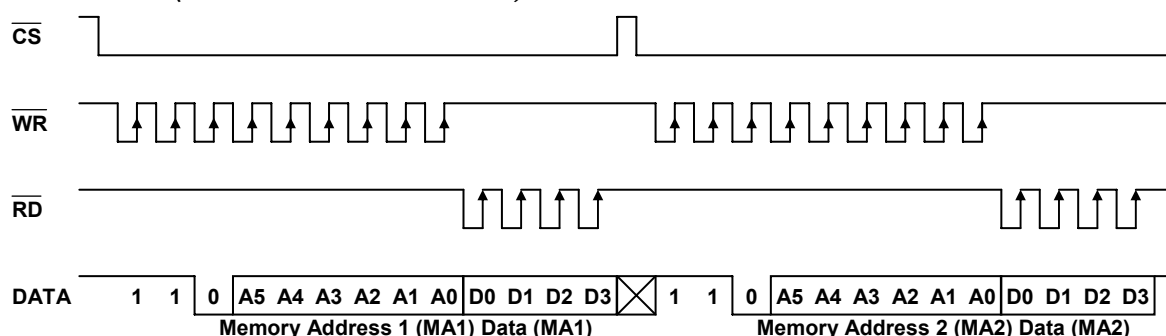 CS
WR
RD
DATA 1 1 0 A5 A4 A3 A2 A1 A0 D0 D1 D2 D3 1 1 0 A5 A4 A3 A2 A1 A0 D0 D1 D2 D3
Memory Address 1 (MA1) Data (MA1) Memory Address 2 (MA2) Data (MA2)